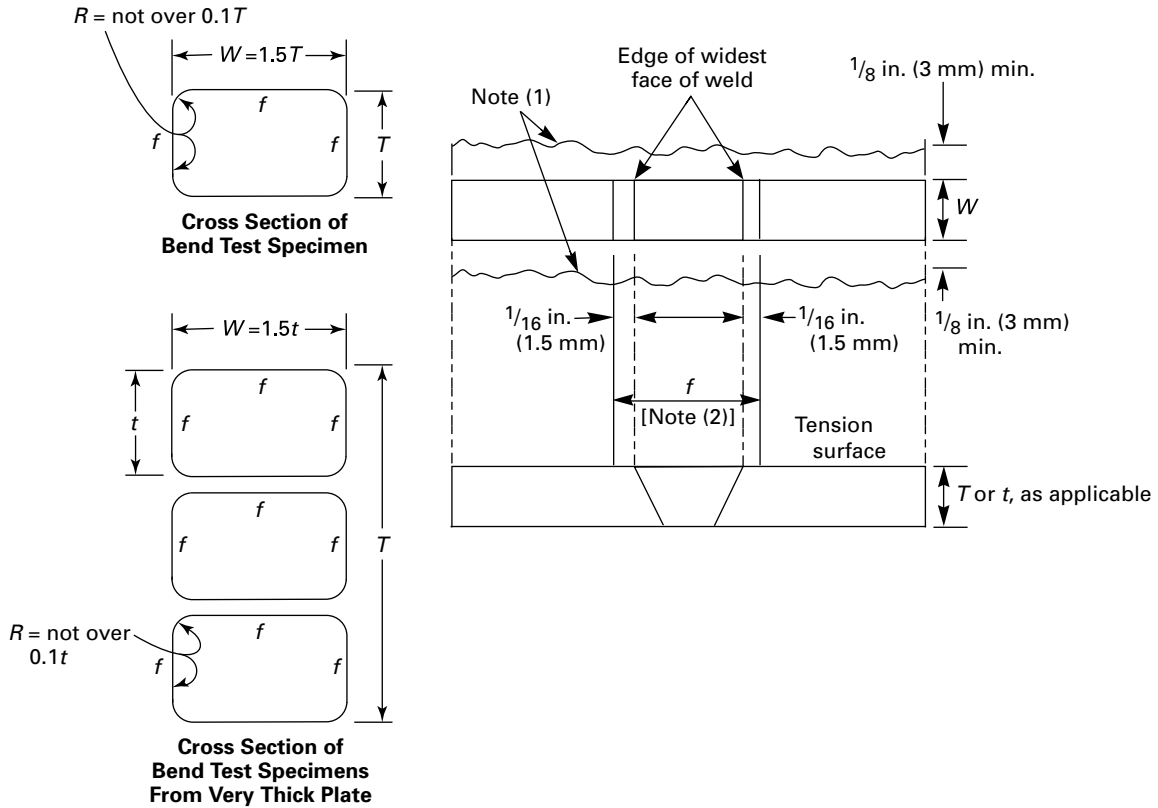 R = not over 0.1T
W =1.5T
f
f
f
T
Cross Section of
Bend Test Specimen
W =1.5t
f
f
f
t
f
f
f
T
f
f
f
R = not over
0.1t
Cross Section of
Bend Test Specimens
From Very Thick Plate
Note (1)
Edge of widest
face of weld
1/8 in. (3 mm) min.
W
1/16 in.
(1.5 mm)
1/16 in.
(1.5 mm)
1/8 in. (3 mm)
min.
f
[Note (2)]
Tension
surface
T or t, as applicable